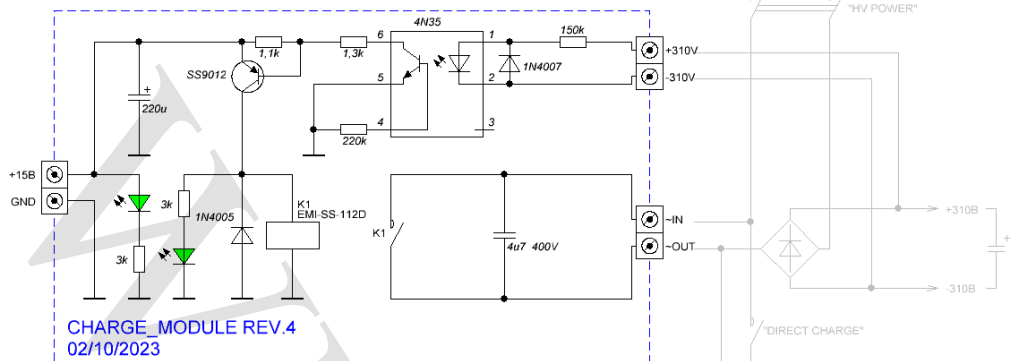 4N35
"HV POWER"
150k
6
1
+310V
1,1k
1,3k
SS9012
1N4007
5
2
-310V
220u
4
3
220k
+15B
GND
3k
1N4005
K1
EMI-SS-112D
K1
4u7 400V
~IN
~OUT
+310B
+
3k
-310B
"DIRECT CHARGE"
CHARGE_MODULE REV.4
02/10/2023